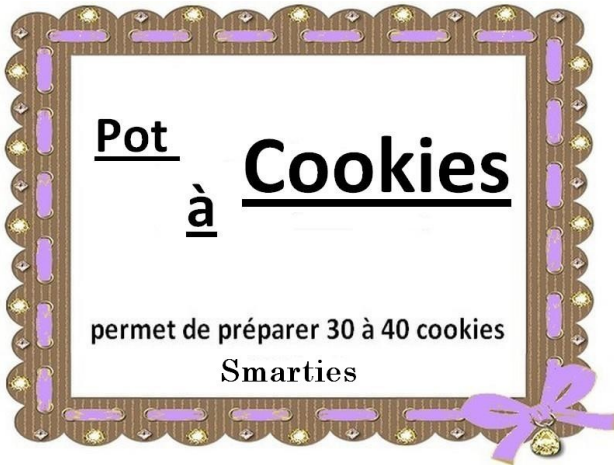 Pot
à
Cookies
permet de préparer 30 à 40 cookies
Smarties